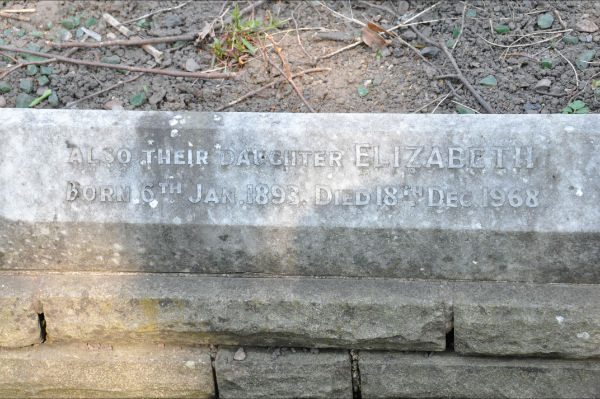 ALSO THEIR DAUGHTER ELIZABETH
BORN 6TH JAN. 1893. DIED 18TH DEC. 1968